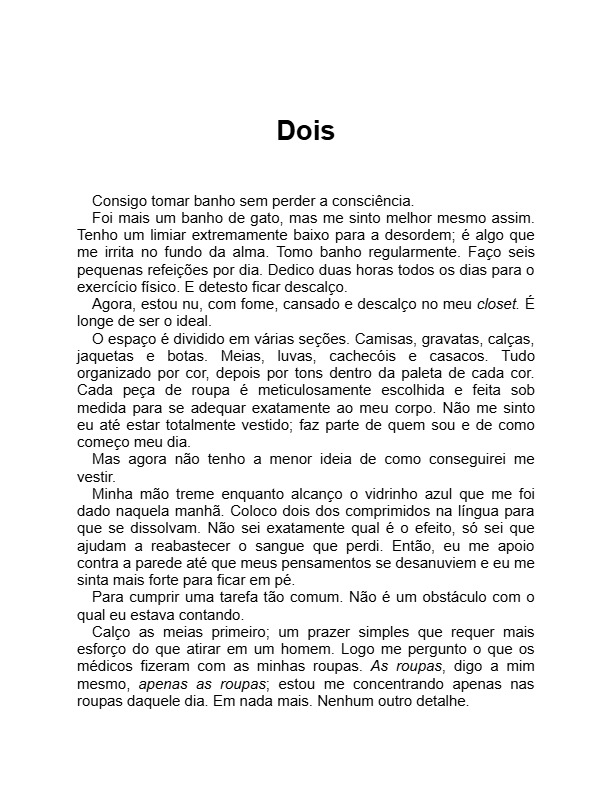 Dois
Consigo tomar banho sem perder a consciência.
Foi mais um banho de gato, mas me sinto melhor mesmo assim.
Tenho um limiar extremamente baixo para a desordem; é algo que
me irrita no fundo da alma. Tomo banho regularmente. Faço seis
pequenas refeições por dia. Dedico duas horas todos os dias para o
exercício físico. E detesto ficar descalço.
Agora, estou nu, com fome, cansado e descalço no meu closet. É
longe de ser o ideal.
O espaço é dividido em várias seções. Camisas, gravatas, calças,
jaquetas e botas. Meias, luvas, cachecóis e casacos. Tudo
organizado por cor, depois por tons dentro da paleta de cada cor.
Cada peça de roupa é meticulosamente escolhida e feita sob
medida para se adequar exatamente ao meu corpo. Não me sinto
eu até estar totalmente vestido; faz parte de quem sou e de como
começo meu dia.
Mas agora não tenho a menor ideia de como conseguirei me
vestir.
Minha mão treme enquanto alcanço o vidrinho azul que me foi
dado naquela manhã. Coloco dois dos comprimidos na língua para
que se dissolvam. Não sei exatamente qual é o efeito, só sei que
ajudam a reabastecer o sangue que perdi. Então, eu me apoio
contra a parede até que meus pensamentos se desanuviem e eu me
sinta mais forte para ficar em pé.
Para cumprir uma tarefa tão comum. Não é um obstáculo com o
qual eu estava contando.
Calço as meias primeiro; um prazer simples que requer mais
esforço do que atirar em um homem. Logo me pergunto o que os
médicos fizeram com as minhas roupas. As roupas, digo a mim
mesmo, apenas as roupas; estou me concentrando apenas nas
roupas daquele dia. Em nada mais. Nenhum outro detalhe.